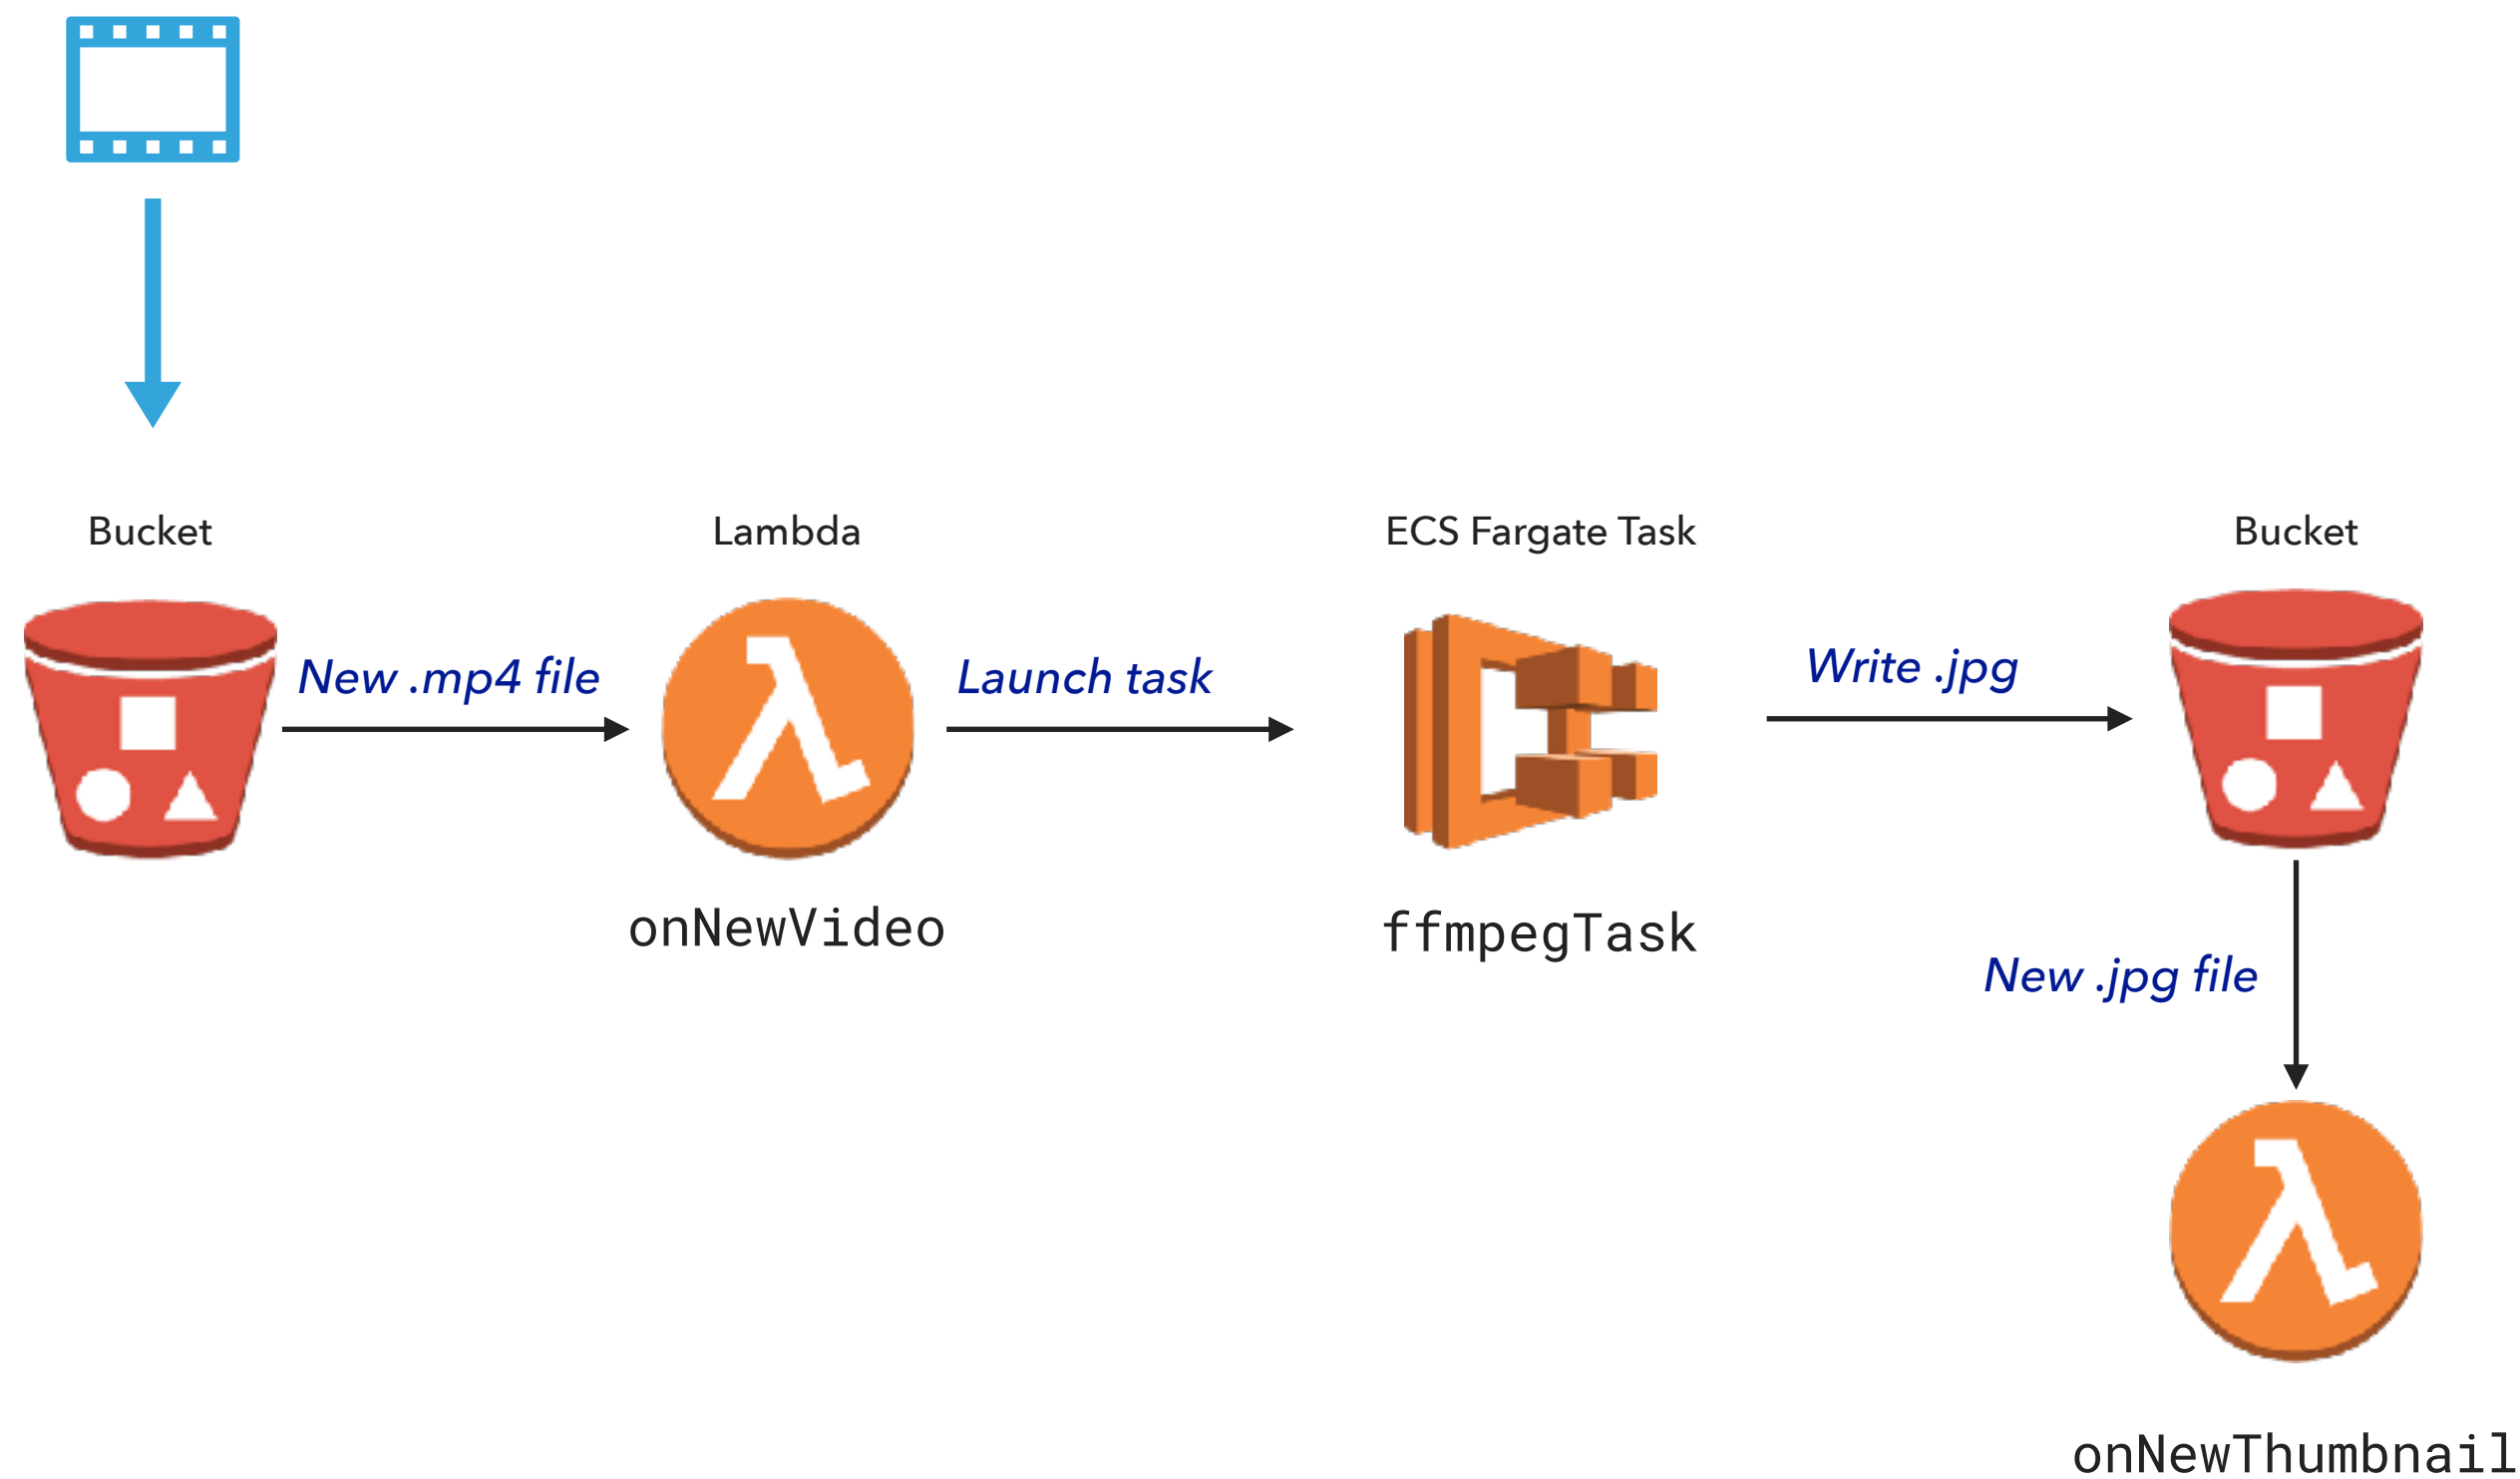 Bucket
Lambda
ECS Fargate Task
Bucket
New .mp4 file
Launch task
Write .jpg
onNewVideo
ffmpegTask
New .jpg file
onNewThumbnail